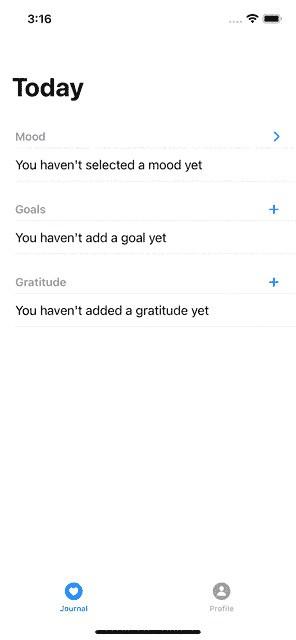 3:16
Today
Mood
You haven't selected a mood yet
Goals
You haven't add a goal yet
Gratitude
You haven't added a gratitude yet
Journal
Profile